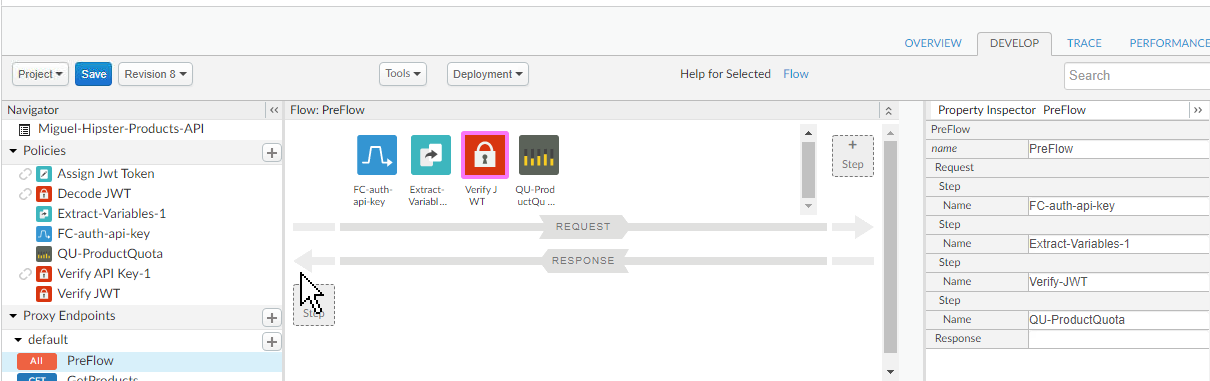 OVERVIEW DEVELOP TRACE PERFORMANCE
Project Save Revision 8 Tools Deployment Help for Selected Flow Search
Navigator
Miguel-Hipster-Products-API
Policies
Assign Jwt Token
Decode JWT
Extract-Variables-1
FC-auth-api-key
QU-ProductQuota
Verify API Key-1
Verify JWT
Proxy Endpoints
default
All PreFlow
GET GetProducts
Flow: PreFlow
+
Step
FC-auth-
api-key
Extract-
Variabl ...
Verify J
WT
QU-Prod
uctQu ...
REQUEST
RESPONSE
Step
Property Inspector PreFlow
PreFlow
name PreFlow
Request
Step
Name FC-auth-api-key
Step
Name Extract-Variables-1
Step
Name Verify-JWT
Step
Name QU-ProductQuota
Response